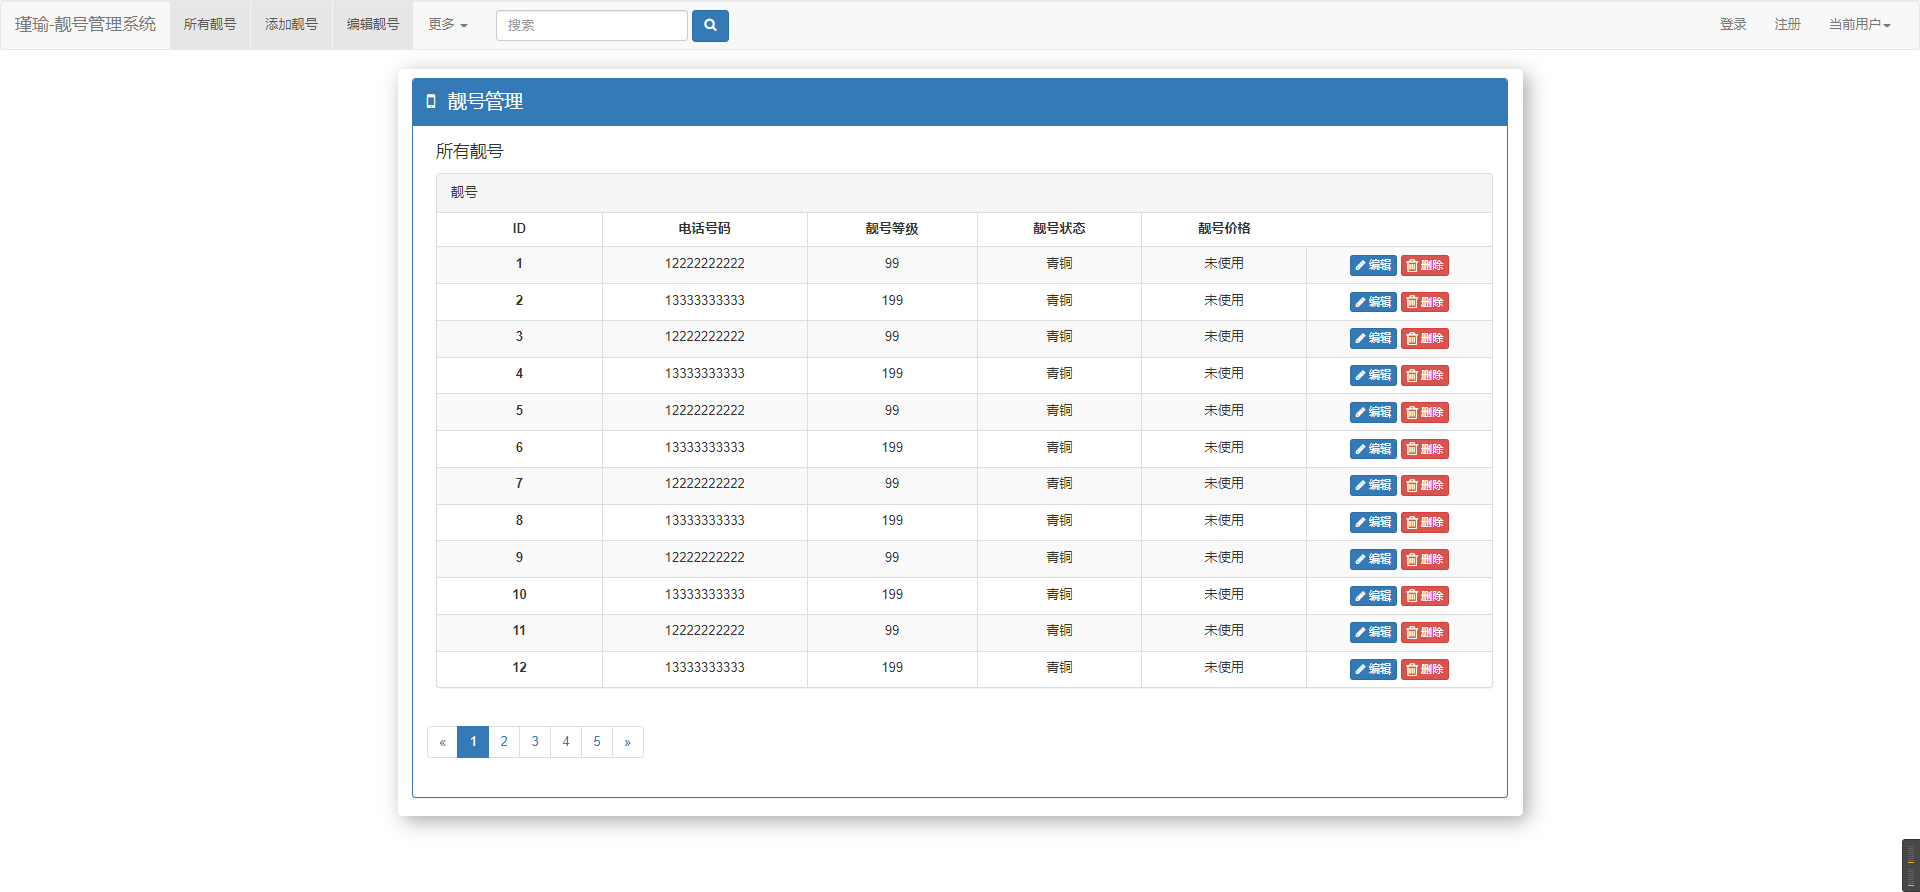 瑾瑜-靓号管理系统 所有靓号 添加靓号 编辑靓号 更多 搜索 登录 注册 当前用户
靓号管理
所有靓号
靓号
ID 电话号码 靓号等级 靓号状态 靓号价格
1 12222222222 99 青铜 未使用 编辑 删除
2 13333333333 199 青铜 未使用 编辑 删除
3 12222222222 99 青铜 未使用 编辑 删除
4 13333333333 199 青铜 未使用 编辑 删除
5 12222222222 99 青铜 未使用 编辑 删除
6 13333333333 199 青铜 未使用 编辑 删除
7 12222222222 99 青铜 未使用 编辑 删除
8 13333333333 199 青铜 未使用 编辑 删除
9 12222222222 99 青铜 未使用 编辑 删除
10 13333333333 199 青铜 未使用 编辑 删除
11 12222222222 99 青铜 未使用 编辑 删除
12 13333333333 199 青铜 未使用 编辑 删除
« 1 2 3 4 5 »